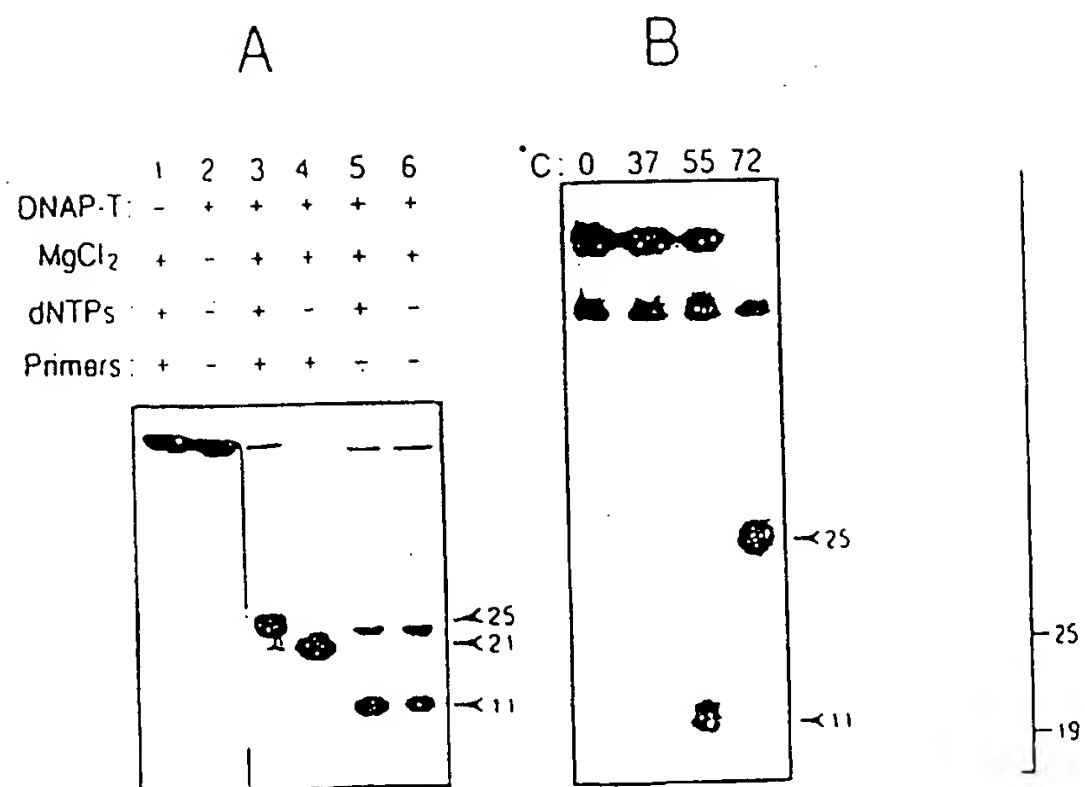 A
B
1 2 3 4 5 6
DNAP-T: - + + + + +
MgCl2 + - + + + +
dNTPs + - + - + -
Primers: + - + + - -
°C: 0 37 55 72
25
21
11
25
11
25
19